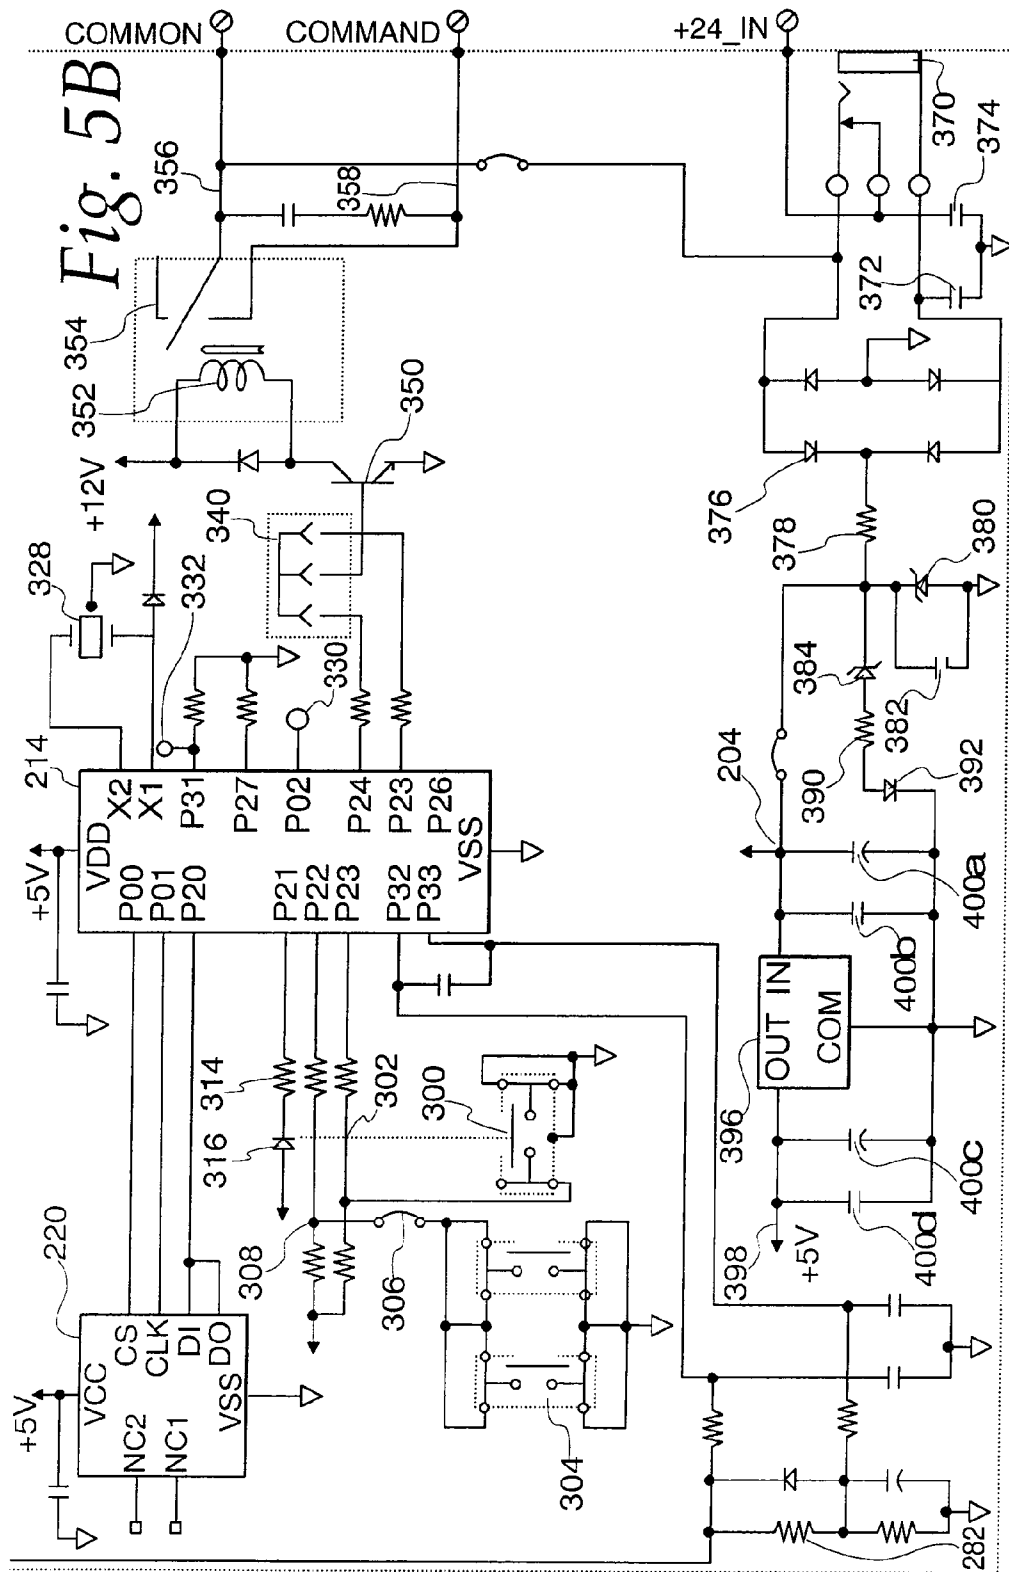 Fig. 5B
COMMON
COMMAND
+24_IN
356
358
370
374
372
354
352
350
+12V
340
328
332
330
376
378
380
384
382
390
392
214
204
+5V
VDD
X2
X1
P31
P27
P02
P24
P23
P26
VSS
P00
P01
P20
P21
P22
P23
P32
P33
400a
400b
OUT IN
COM
396
400c
400d
398
+5V
314
316
302
300
308
306
304
220
+5V
VCC
CS
CLK
DI
DO
NC2
NC1
VSS
282